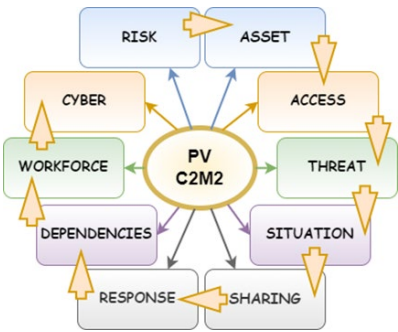 RISK
ASSET
CYBER
ACCESS
PV
C2M2
WORKFORCE
THREAT
DEPENDENCIES
SITUATION
RESPONSE
SHARING